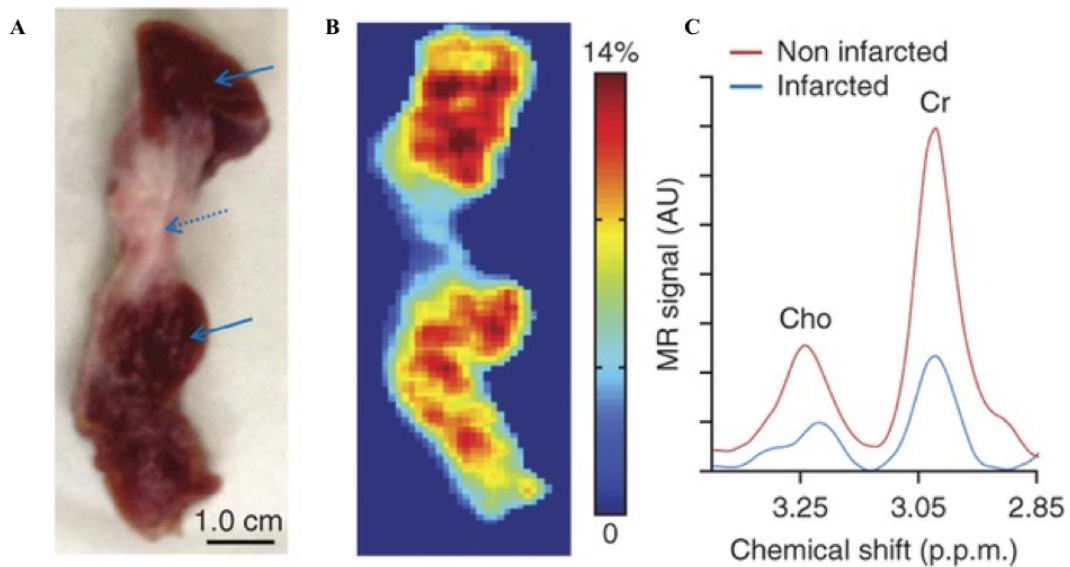 A
1.0 cm
B
14%
0
C
Non infarcted
Infarcted
Cr
Cho
MR signal (AU)
3.25 3.05 2.85
Chemical shift (p.p.m.)